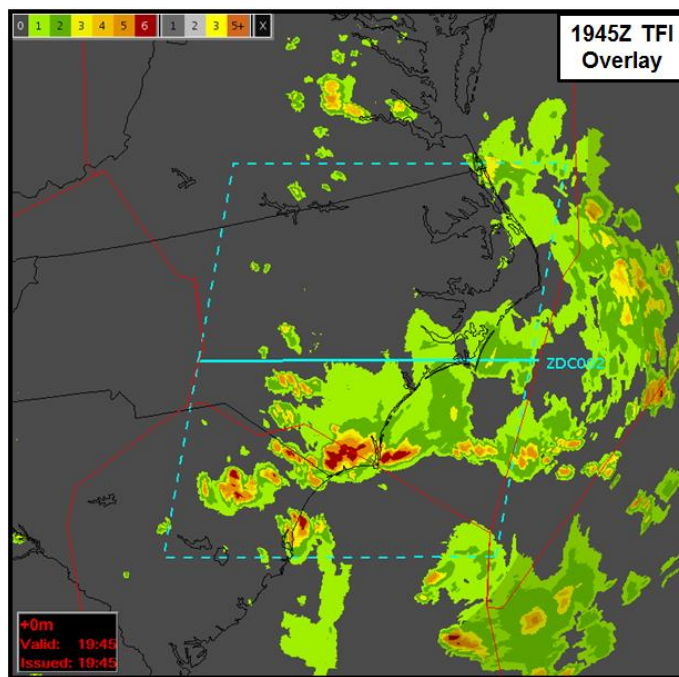 0 1 2 3 4 5 6 1 2 3 5+ X
1945Z TFI
Overlay
ZDC002
+0m
Valid: 19:45
Issued: 19:45